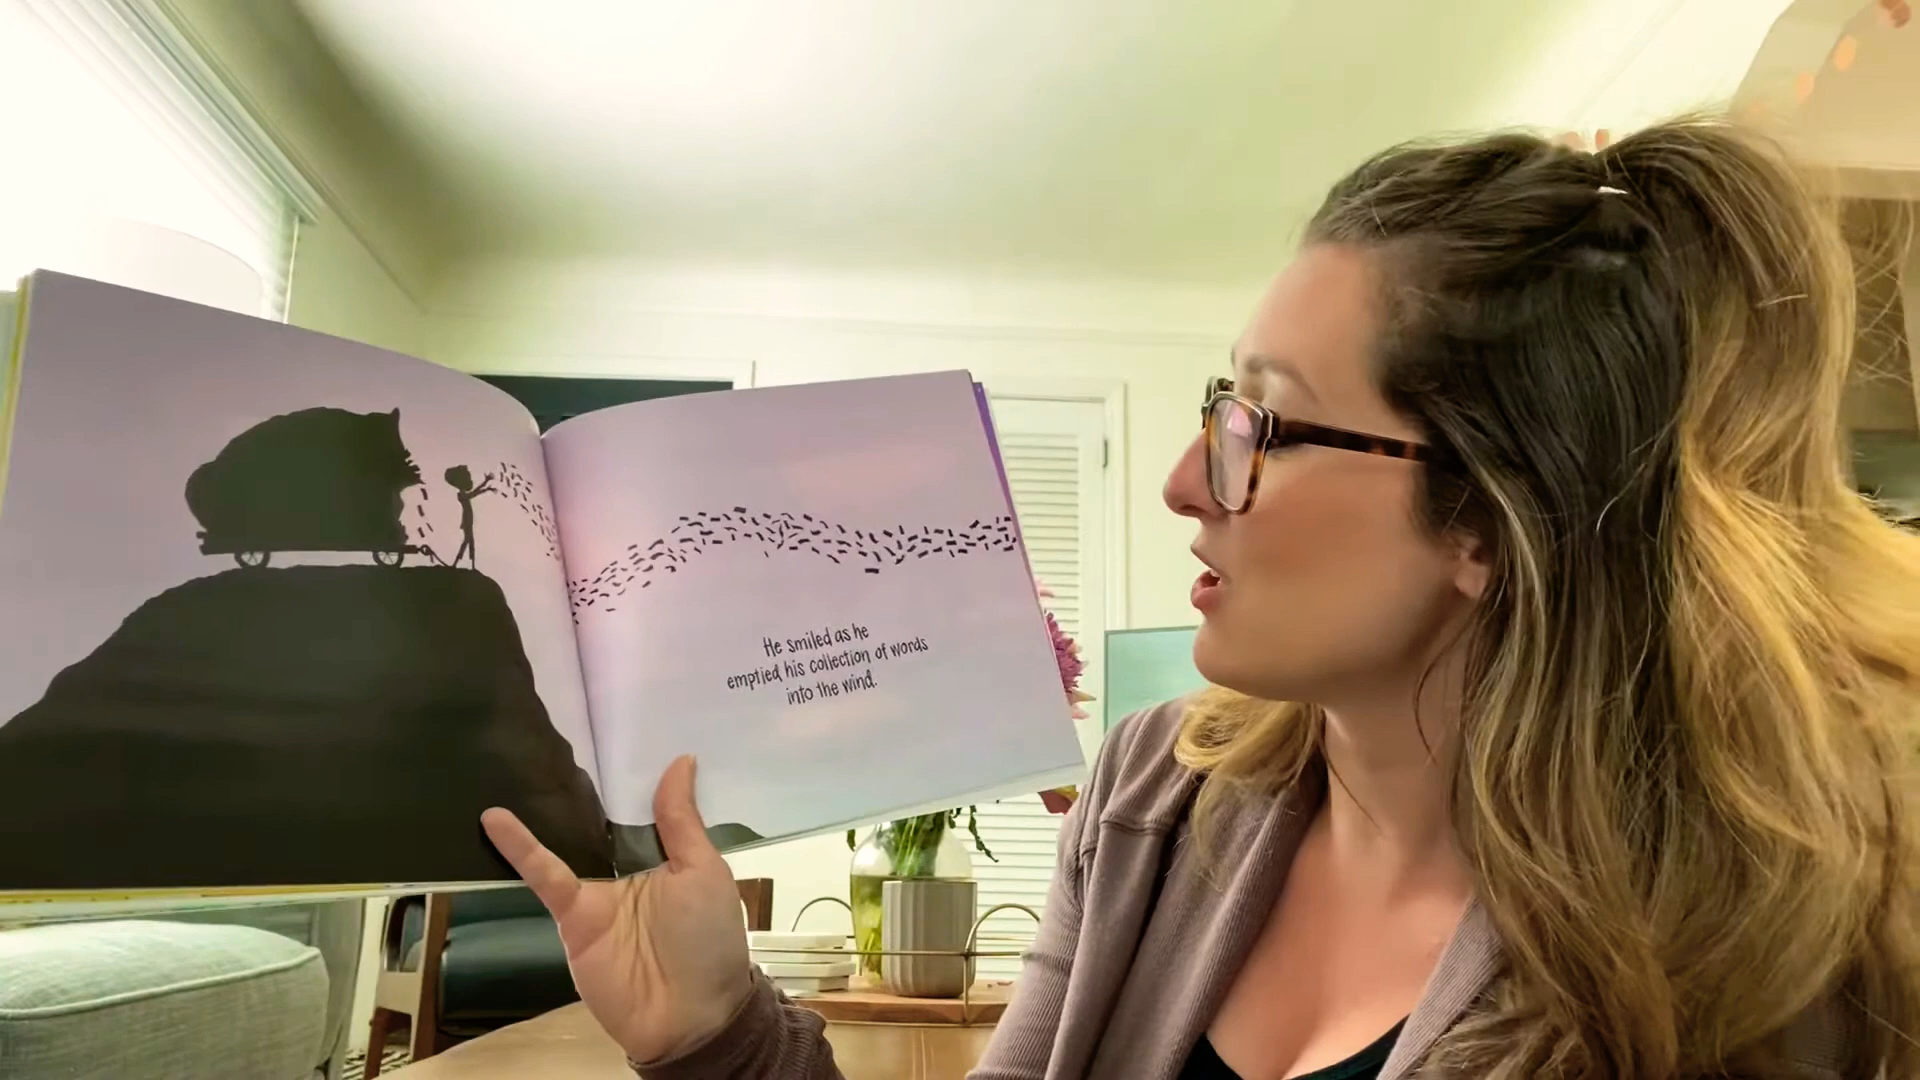 He smiled as he
emptied his collection of words
into the wind.